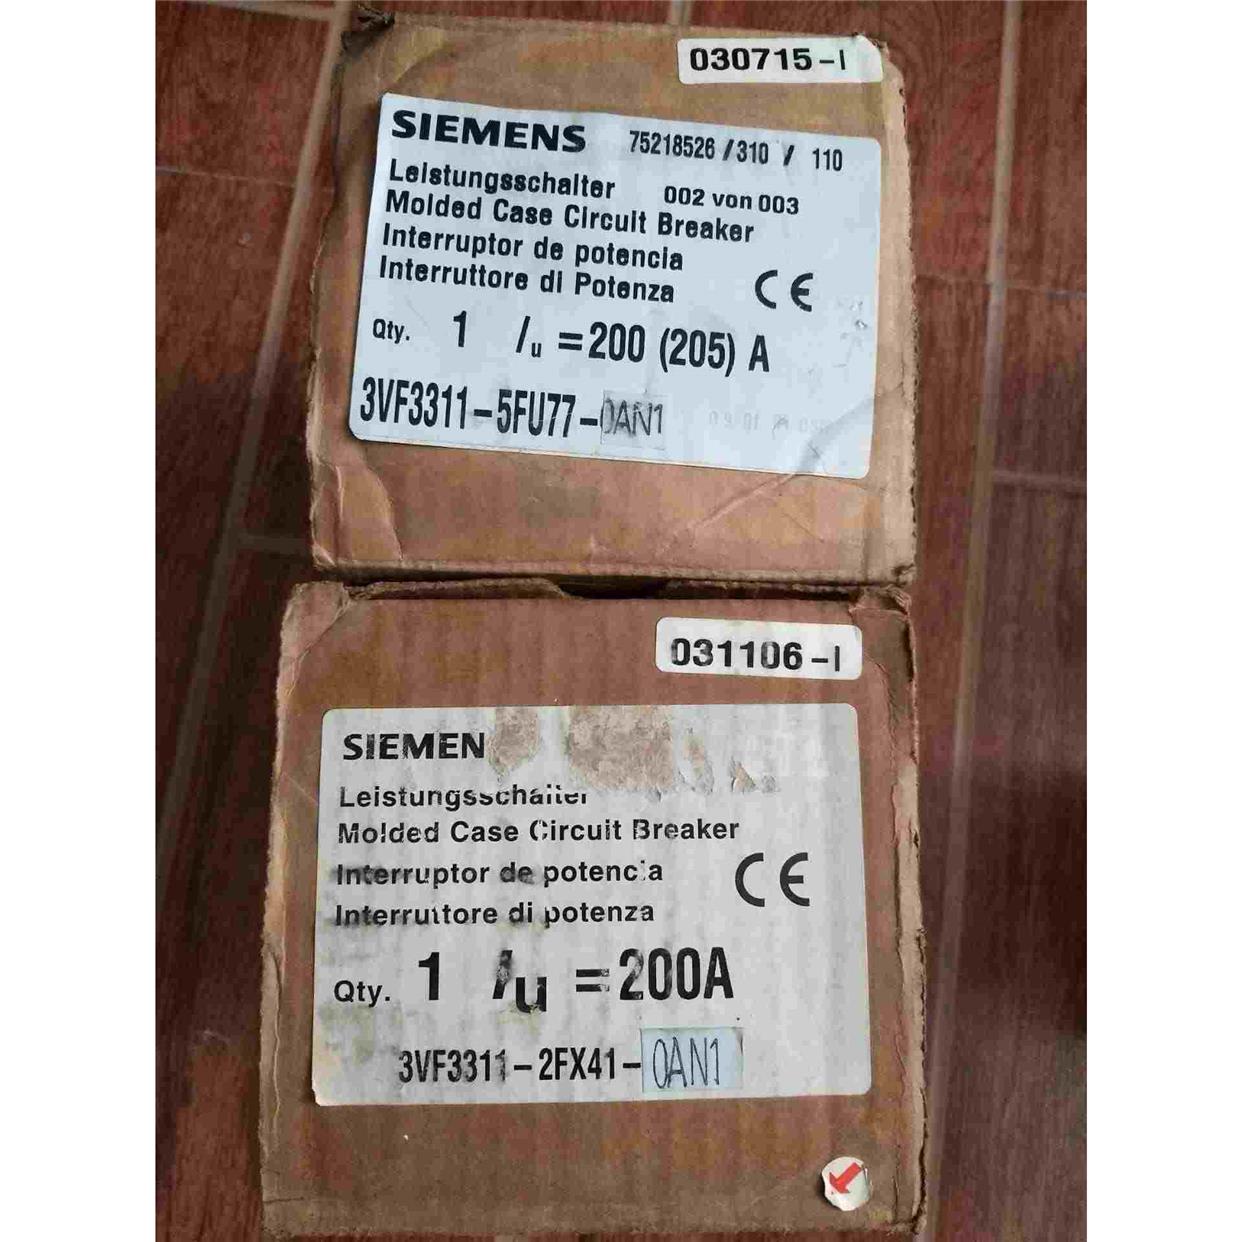 030715-I
SIEMENS 75218526/310 / 110
Leistungsschalter 002 von 003
Molded Case Circuit Breaker
Interruptor de potencia
Interruttore di Potenza
CE
Qty. 1 Iu =200 (205) A
3VF3311-5FU77-0AN1
031106-I
SIEMEN
Leistungsschalter
Molded Case Circuit Breaker
Interruptor de potencia
CE
Interruttore di potenza
Qty. 1 Iu =200A
3VF3311-2FX41-0AN1